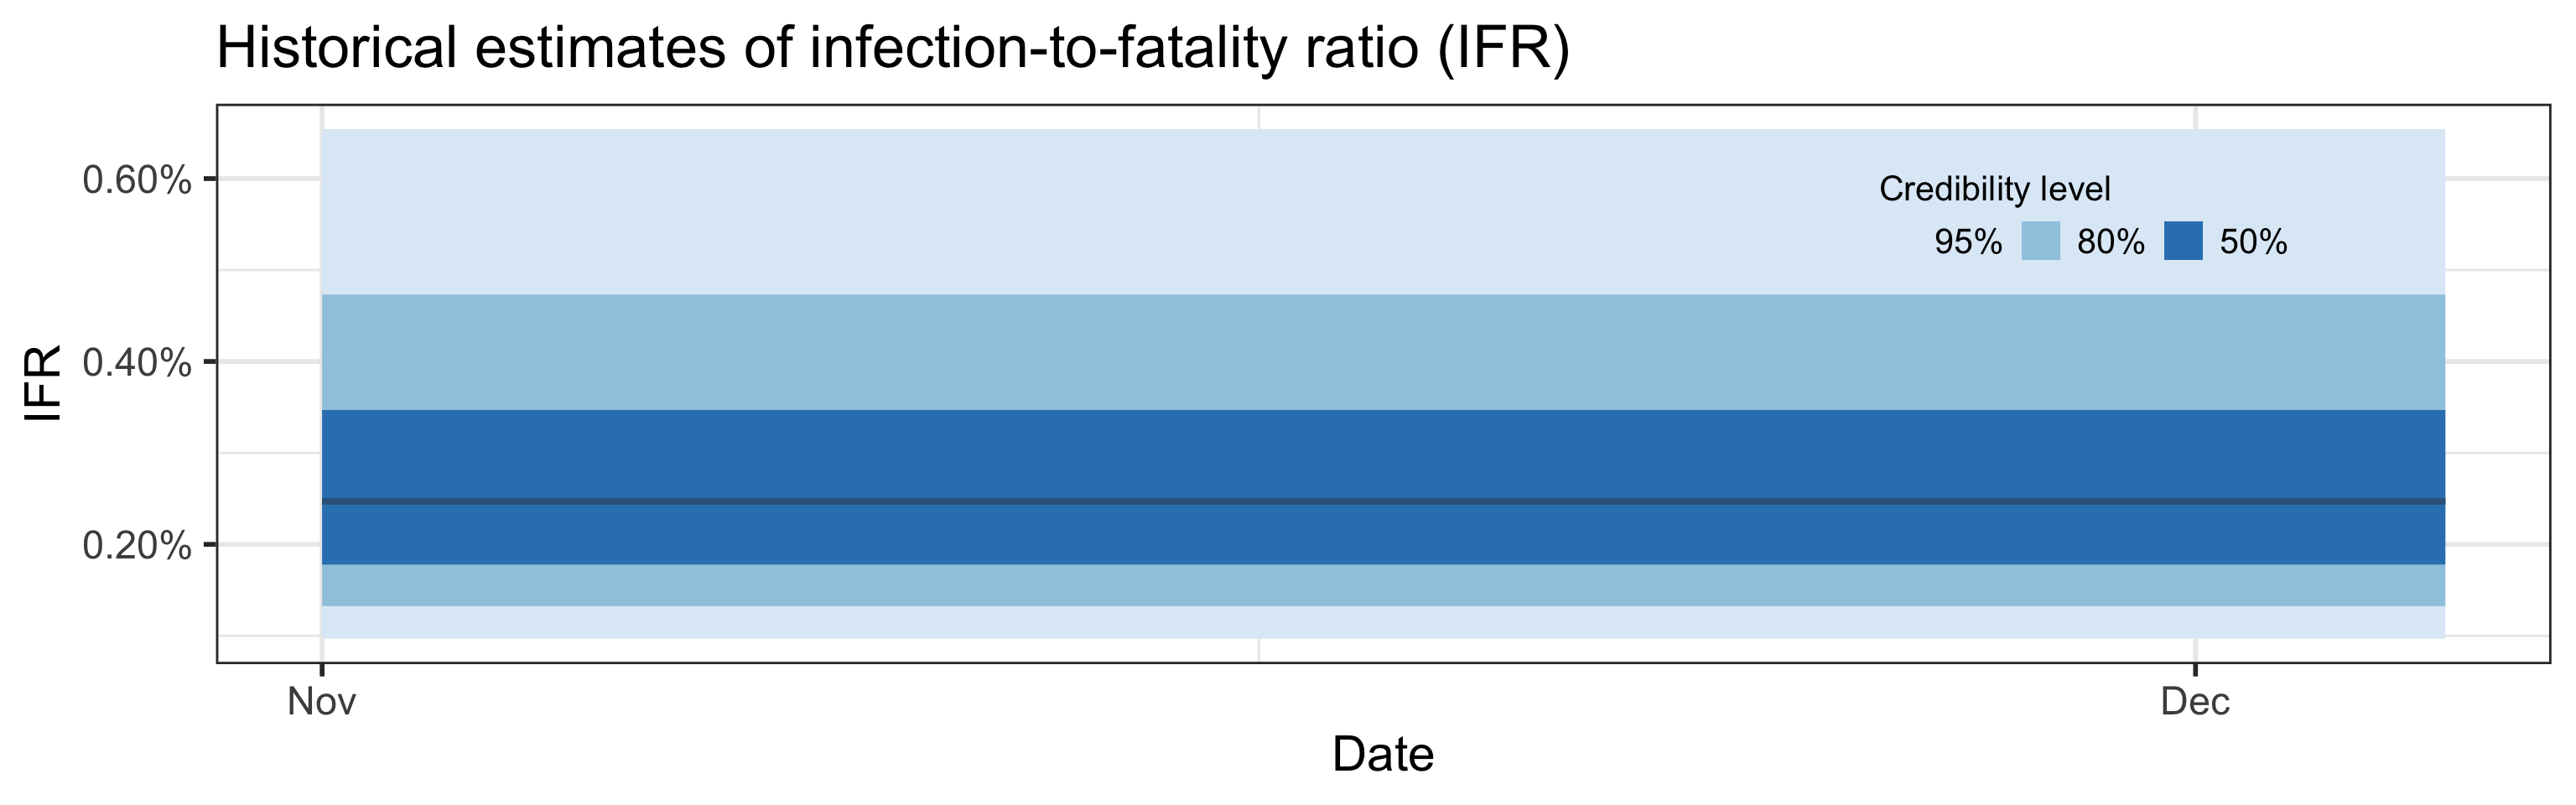 Historical estimates of infection-to-fatality ratio (IFR)
Credibility level
95% 80% 50%
0.60%
0.40%
0.20%
IFR
Nov Dec
Date